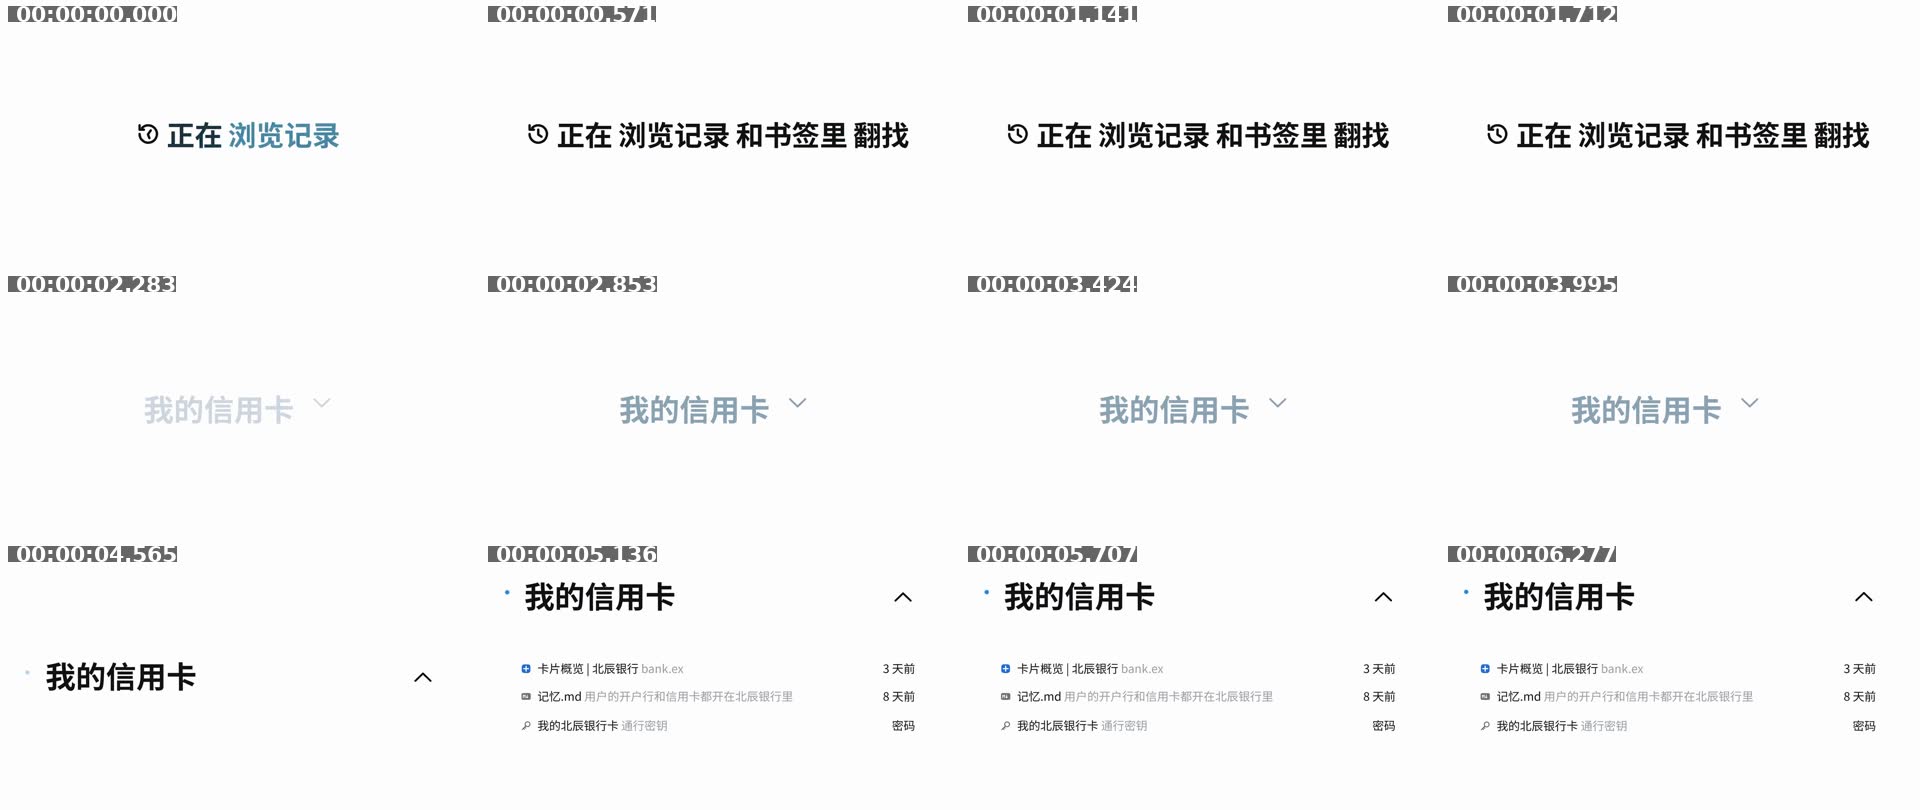 00:00:00.000
00:00:00.571
00:00:01.141
00:00:01.712
正在 浏览记录
正在 浏览记录 和书签里 翻找
正在 浏览记录 和书签里 翻找
正在 浏览记录 和书签里 翻找
00:00:02.283
00:00:02.853
00:00:03.424
00:00:03.995
我的信用卡
我的信用卡
我的信用卡
我的信用卡
00:00:04.565
00:00:05.136
00:00:05.707
00:00:06.277
我的信用卡
我的信用卡
卡片概览 | 北辰银行 bank.ex 3 天前
记忆.md 用户的开户行和信用卡都开在北辰银行里 8 天前
我的北辰银行卡 通行密钥 密码
我的信用卡
卡片概览 | 北辰银行 bank.ex 3 天前
记忆.md 用户的开户行和信用卡都开在北辰银行里 8 天前
我的北辰银行卡 通行密钥 密码
我的信用卡
卡片概览 | 北辰银行 bank.ex 3 天前
记忆.md 用户的开户行和信用卡都开在北辰银行里 8 天前
我的北辰银行卡 通行密钥 密码